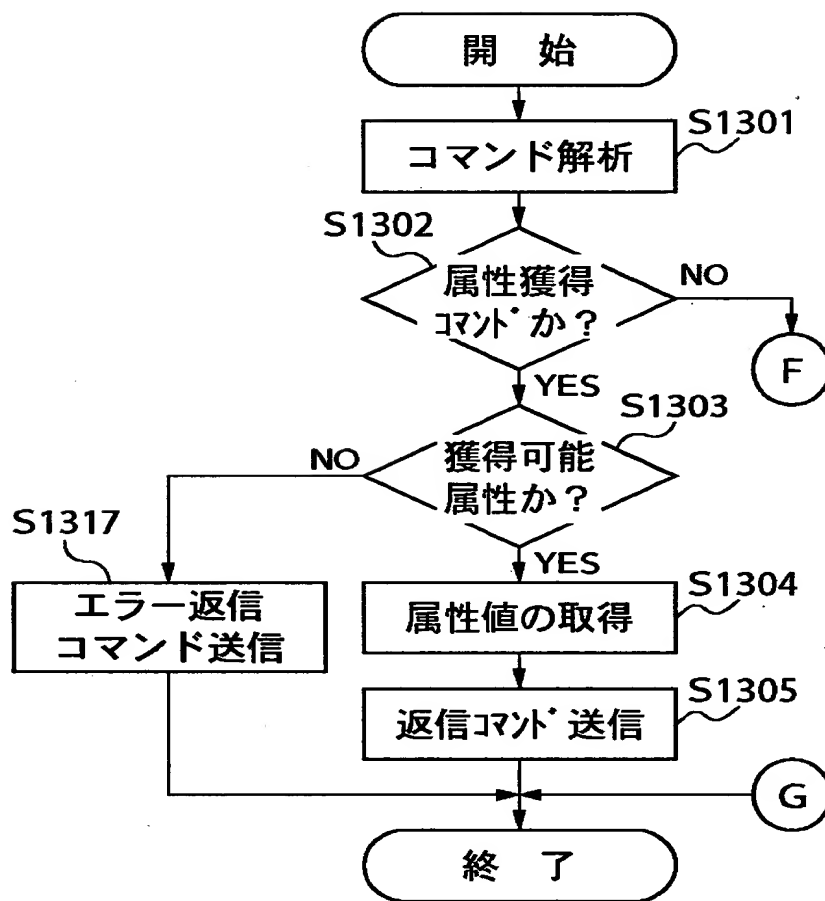 開 始
S1301
コマンド解析
S1302
属性獲得
コマンドか？
NO
F
YES
S1303
獲得可能
属性か？
NO
S1317
エラー返信
コマンド送信
YES
S1304
属性値の取得
S1305
返信コマンド送信
G
終 了